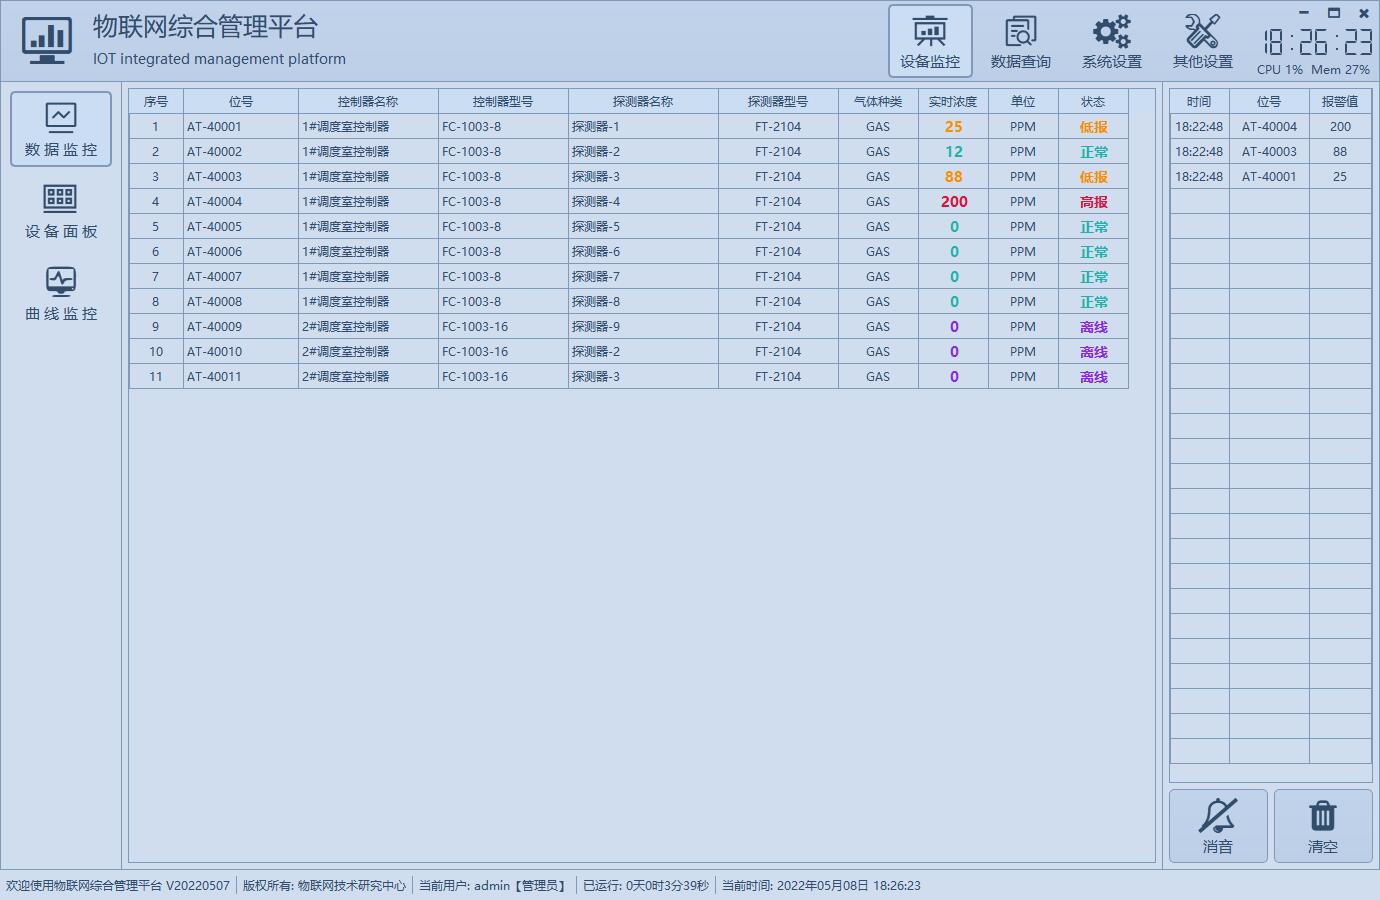 物联网综合管理平台
IOT integrated management platform
设备监控 数据查询 系统设置 其他设置
18:26:23
CPU 1% Mem 27%
数据监控
设备面板
曲线监控
序号 位号 控制器名称 控制器型号 探测器名称 探测器型号 气体种类 实时浓度 单位 状态
1 AT-40001 1#调度室控制器 FC-1003-8 探测器-1 FT-2104 GAS 25 PPM 低报
2 AT-40002 1#调度室控制器 FC-1003-8 探测器-2 FT-2104 GAS 12 PPM 正常
3 AT-40003 1#调度室控制器 FC-1003-8 探测器-3 FT-2104 GAS 88 PPM 低报
4 AT-40004 1#调度室控制器 FC-1003-8 探测器-4 FT-2104 GAS 200 PPM 高报
5 AT-40005 1#调度室控制器 FC-1003-8 探测器-5 FT-2104 GAS 0 PPM 正常
6 AT-40006 1#调度室控制器 FC-1003-8 探测器-6 FT-2104 GAS 0 PPM 正常
7 AT-40007 1#调度室控制器 FC-1003-8 探测器-7 FT-2104 GAS 0 PPM 正常
8 AT-40008 1#调度室控制器 FC-1003-8 探测器-8 FT-2104 GAS 0 PPM 正常
9 AT-40009 2#调度室控制器 FC-1003-16 探测器-9 FT-2104 GAS 0 PPM 离线
10 AT-40010 2#调度室控制器 FC-1003-16 探测器-2 FT-2104 GAS 0 PPM 离线
11 AT-40011 2#调度室控制器 FC-1003-16 探测器-3 FT-2104 GAS 0 PPM 离线
时间 位号 报警值
18:22:48 AT-40004 200
18:22:48 AT-40003 88
18:22:48 AT-40001 25
消音 清空
欢迎使用物联网综合管理平台 V20220507 版权所有: 物联网技术研究中心 当前用户: admin【管理员】 已运行: 0天0时3分39秒 当前时间: 2022年05月08日 18:26:23